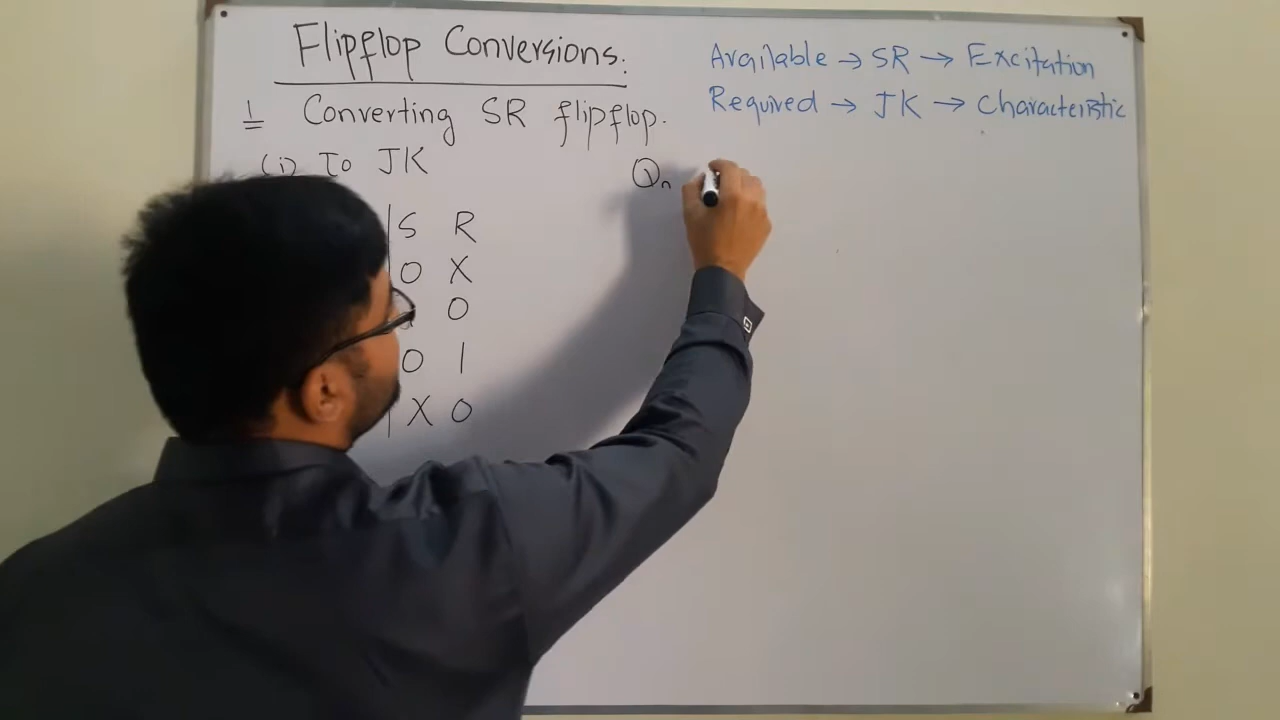 Flipflop Conversions:
1 Converting SR flipflop.
(i) To JK
S R
0 X
0
0 1
X 0
Available → SR → Excitation
Required → JK → Characteristic
Qn